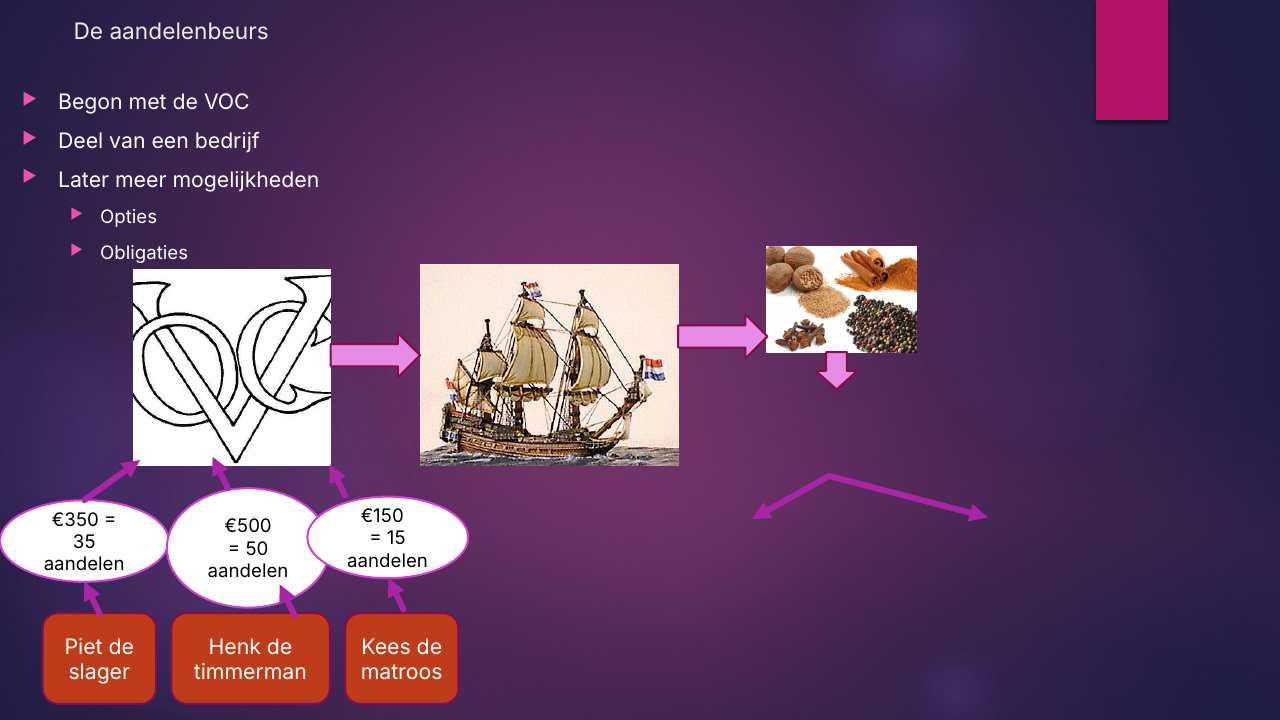 De aandelenbeurs
Begon met de VOC
Deel van een bedrijf
Later meer mogelijkheden
Opties
Obligaties
VOC
€350 =
35
aandelen
€500
= 50
aandelen
€150
= 15
aandelen
Piet de
slager
Henk de
timmerman
Kees de
matroos